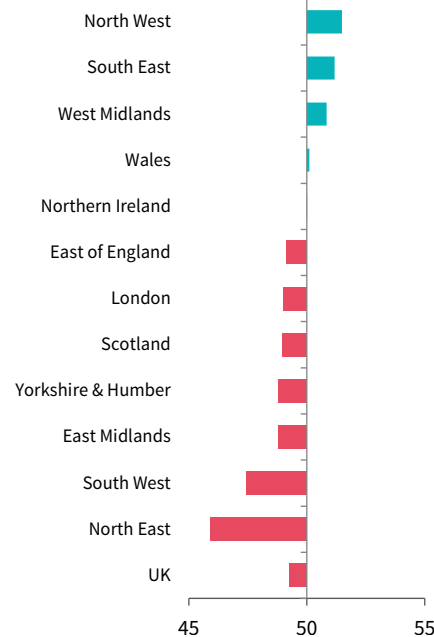 North West
South East
West Midlands
Wales
Northern Ireland
East of England
London
Scotland
Yorkshire & Humber
East Midlands
South West
North East
UK
45 50 55